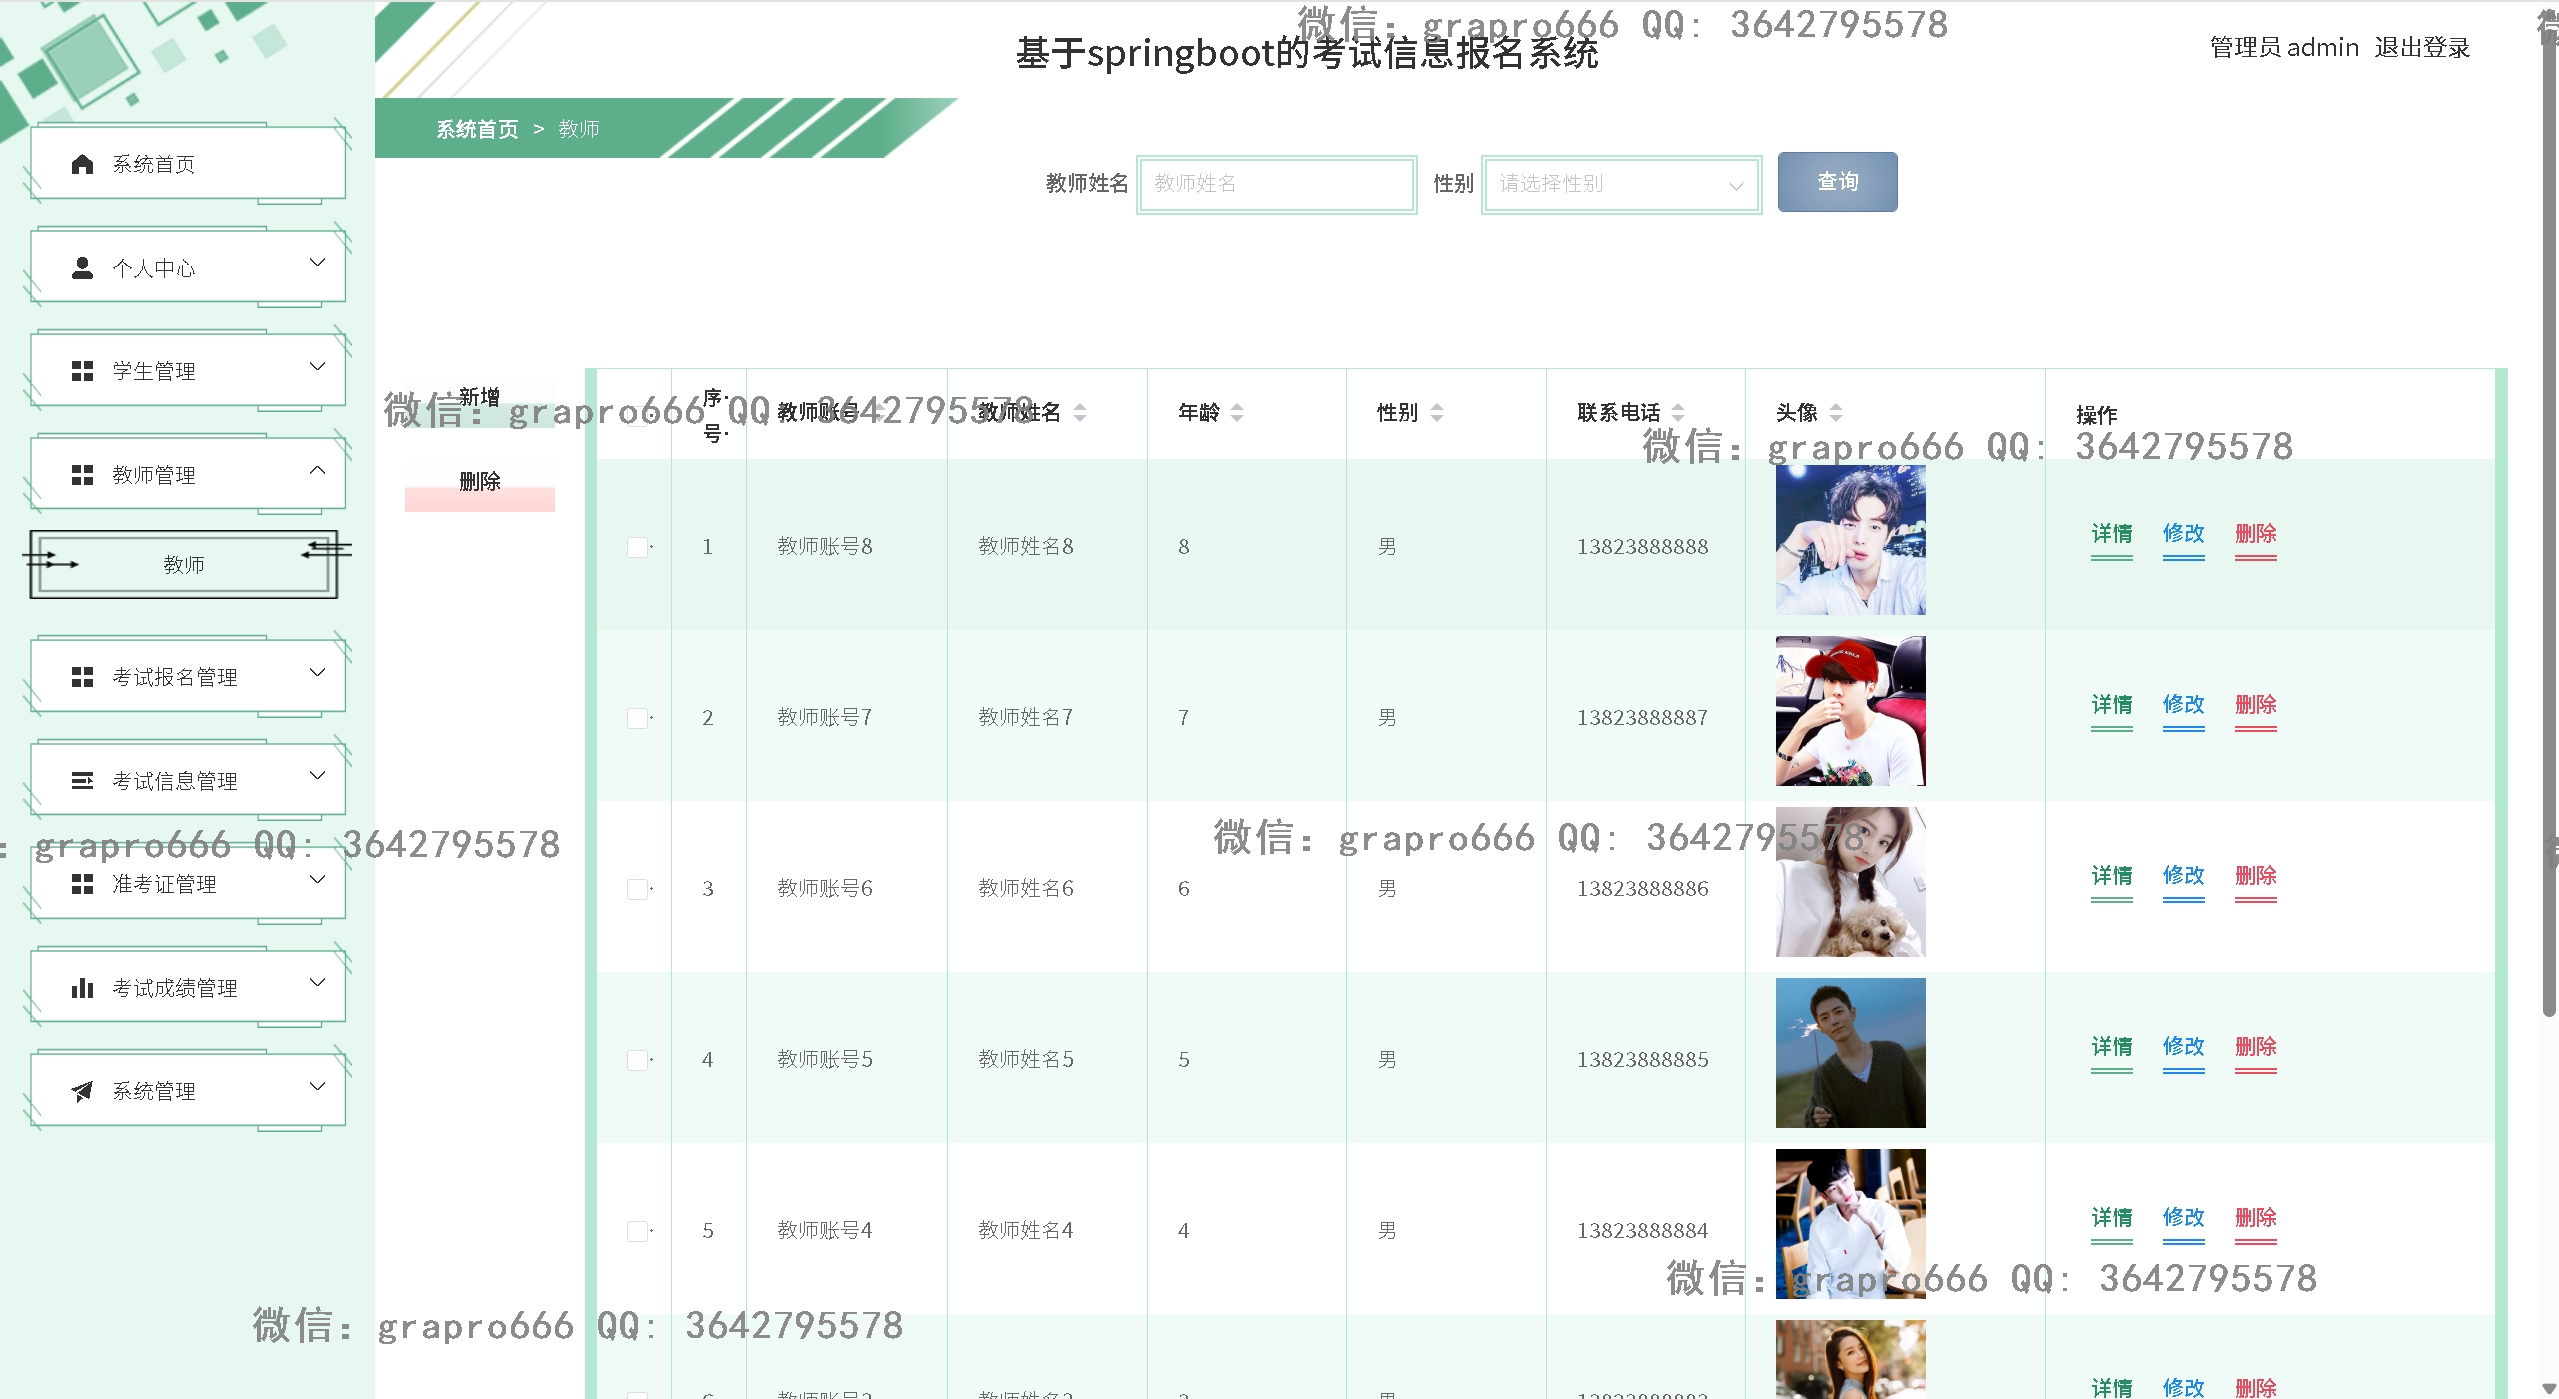 微信: grapro666 QQ: 3642795578
基于springboot的考试信息报名系统
管理员 admin 退出登录
系统首页 > 教师
系统首页
个人中心
学生管理
教师管理
教师
考试报名管理
考试信息管理
准考证管理
考试成绩管理
系统管理
教师姓名 教师姓名 性别 请选择性别 查询
新增
删除
微信: grapro666 QQ: 3642795578
序号 教师账号 教师姓名 年龄 性别 联系电话 头像 操作
微信: grapro666 QQ: 3642795578
1 教师账号8 教师姓名8 8 男 13823888888 详情 修改 删除
2 教师账号7 教师姓名7 7 男 13823888887 详情 修改 删除
: grapro666 QQ: 3642795578
微信: grapro666 QQ: 3642795578
3 教师账号6 教师姓名6 6 男 13823888886 详情 修改 删除
4 教师账号5 教师姓名5 5 男 13823888885 详情 修改 删除
5 教师账号4 教师姓名4 4 男 13823888884 详情 修改 删除
微信: grapro666 QQ: 3642795578
微信: grapro666 QQ: 3642795578
详情 修改 删除